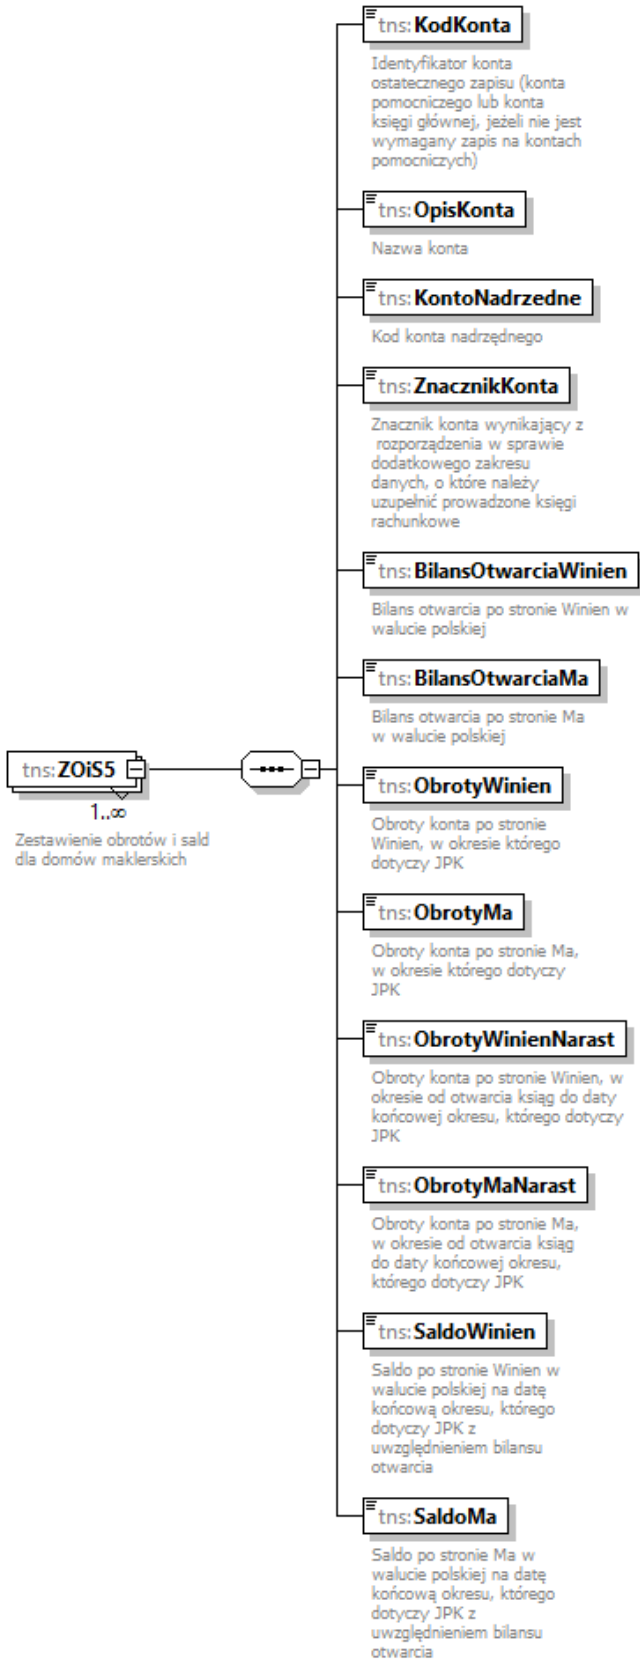 tns:KodKonta
Identyfikator konta
ostatecznego zapisu (konta
pomocniczego lub konta
księgi głównej, jeżeli nie jest
wymagany zapis na kontach
pomocniczych)
tns:OpisKonta
Nazwa konta
tns:KontoNadrzedne
Kod konta nadrzędnego
tns:ZnacznikKonta
Znacznik konta wynikający z
rozporządzenia w sprawie
dodatkowego zakresu
danych, o które należy
uzupełnić prowadzone księgi
rachunkowe
tns:BilansOtwarciaWinien
Bilans otwarcia po stronie Winien w
walucie polskiej
tns:BilansOtwarciaMa
Bilans otwarcia po stronie Ma
w walucie polskiej
tns:ZOiS5
1..∞
Zestawienie obrotów i sald
dla domów maklerskich
tns:ObrotyWinien
Obroty konta po stronie
Winien, w okresie którego
dotyczy JPK
tns:ObrotyMa
Obroty konta po stronie Ma,
w okresie którego dotyczy
JPK
tns:ObrotyWinienNarast
Obroty konta po stronie Winien, w
okresie od otwarcia ksiąg do daty
końcowej okresu, którego dotyczy
JPK
tns:ObrotyMaNarast
Obroty konta po stronie Ma,
w okresie od otwarcia ksiąg
do daty końcowej okresu,
którego dotyczy JPK
tns:SaldoWinien
Saldo po stronie Winien w
walucie polskiej na datę
końcową okresu, którego
dotyczy JPK z
uwzględnieniem bilansu
otwarcia
tns:SaldoMa
Saldo po stronie Ma w
walucie polskiej na datę
końcową okresu, którego
dotyczy JPK z
uwzględnieniem bilansu
otwarcia